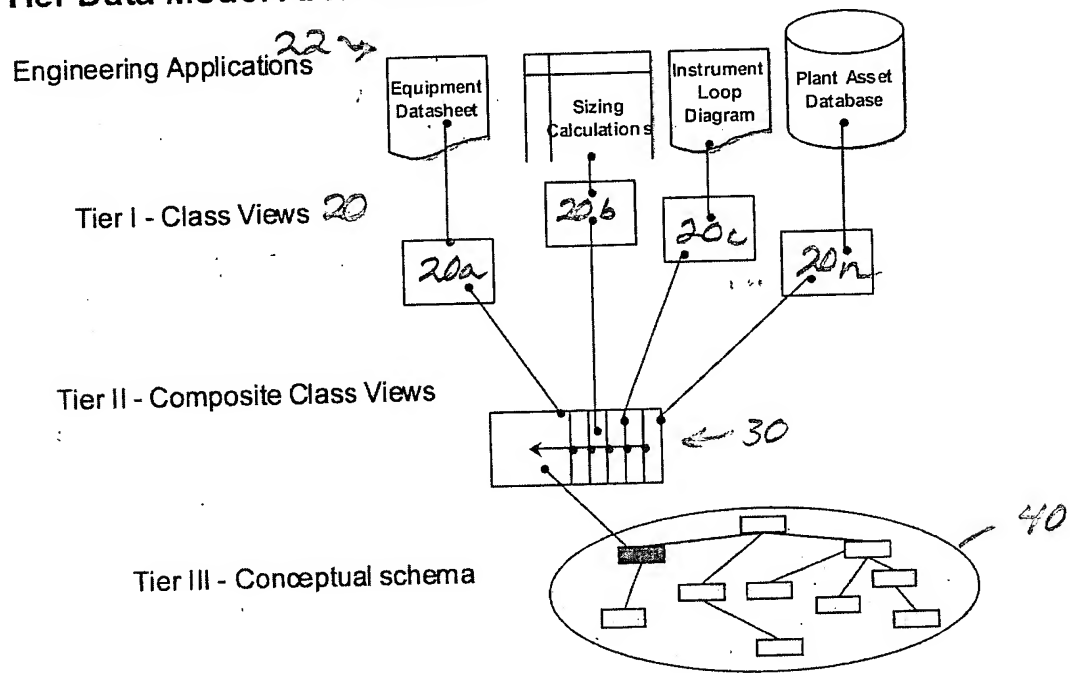 Tier Data Model
22
Engineering Applications
Equipment
Datasheet
Sizing
Calculations
Instrument
Loop
Diagram
Plant Asset
Database
Tier I - Class Views 20
20a
20b
20c
20n
Tier II - Composite Class Views
30
Tier III - Conceptual schema
40